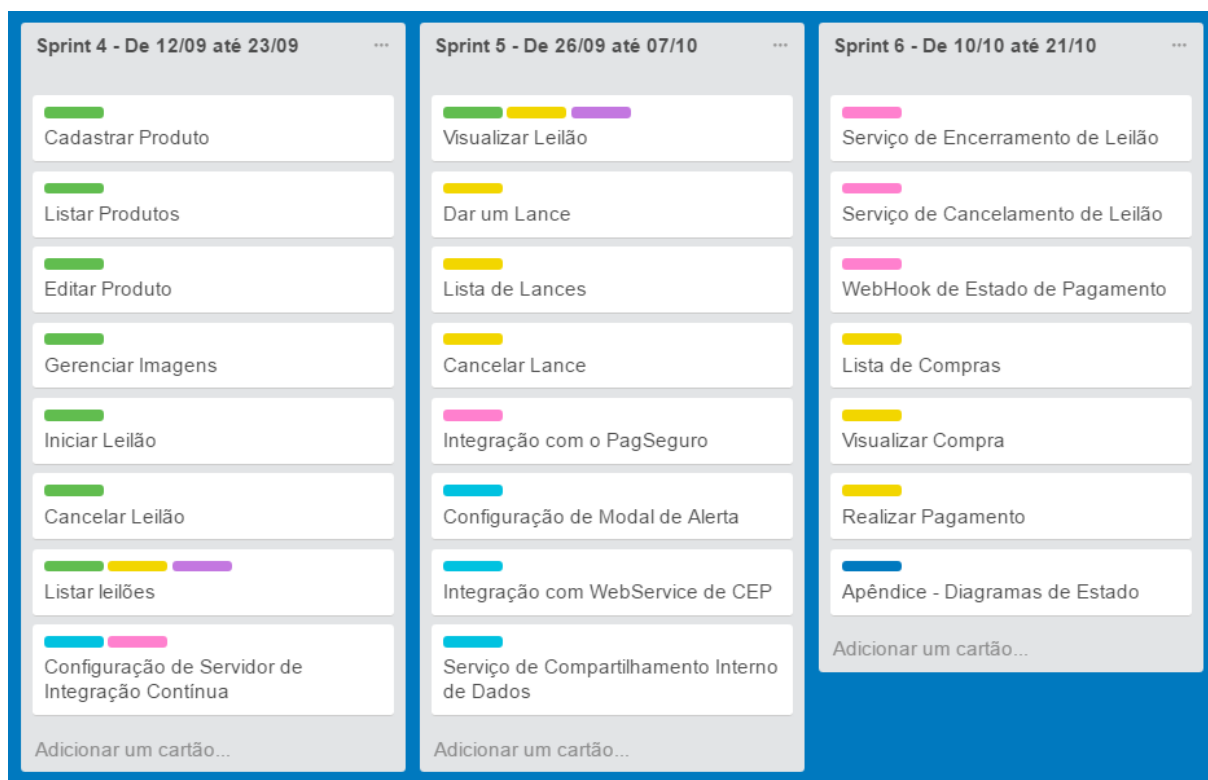 Sprint 4 - De 12/09 até 23/09
Cadastrar Produto
Listar Produtos
Editar Produto
Gerenciar Imagens
Iniciar Leilão
Cancelar Leilão
Listar leilões
Configuração de Servidor de
Integração Contínua
Adicionar um cartão...
Sprint 5 - De 26/09 até 07/10
Visualizar Leilão
Dar um Lance
Lista de Lances
Cancelar Lance
Integração com o PagSeguro
Configuração de Modal de Alerta
Integração com WebService de CEP
Serviço de Compartilhamento Interno
de Dados
Adicionar um cartão...
Sprint 6 - De 10/10 até 21/10
Serviço de Encerramento de Leilão
Serviço de Cancelamento de Leilão
WebHook de Estado de Pagamento
Lista de Compras
Visualizar Compra
Realizar Pagamento
Apêndice - Diagramas de Estado
Adicionar um cartão...